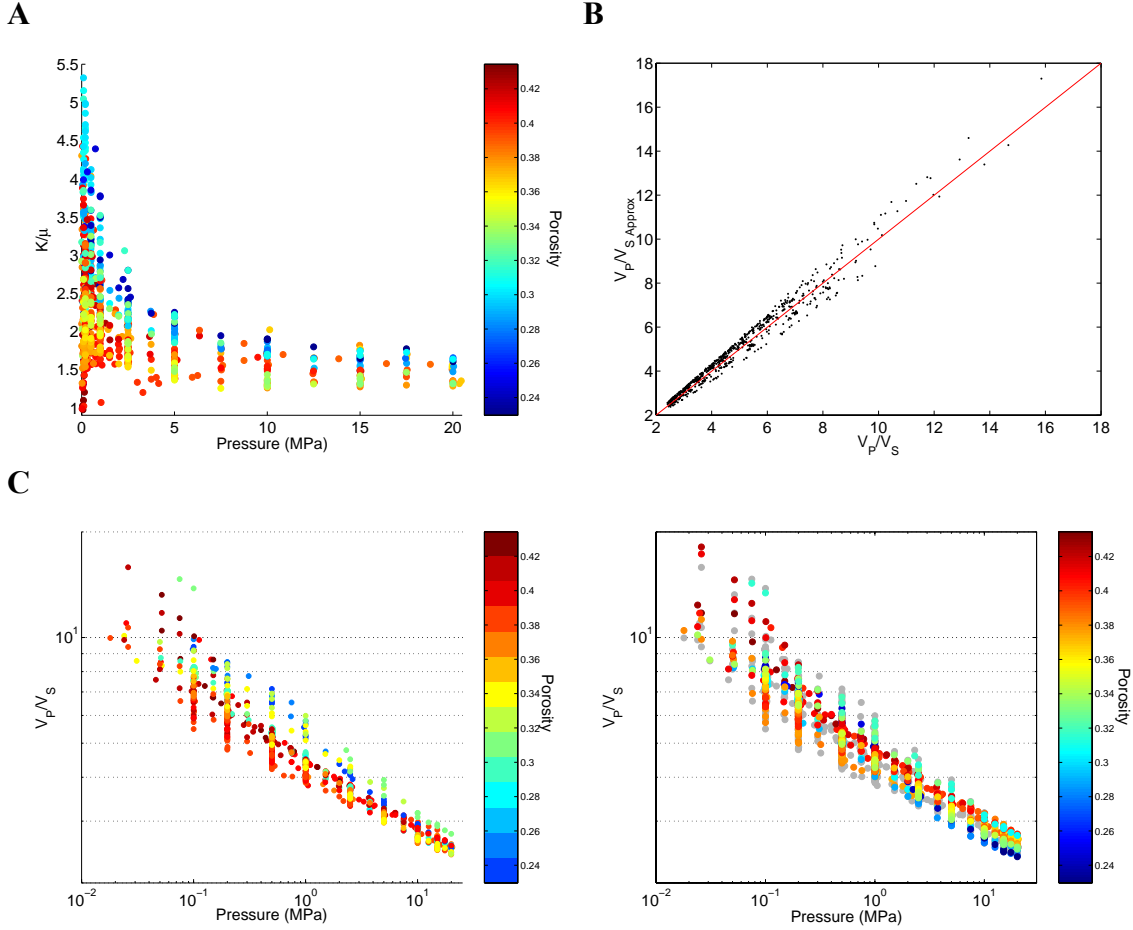 A
5.5
5
4.5
4
3.5
3
2.5
2
1.5
1
K/μ
0 5 10 15 20
Pressure (MPa)
0.42
0.4
0.38
0.36
0.34
0.32
0.3
0.28
0.26
0.24
Porosity
B
18
16
14
12
10
8
6
4
2
V_P/V_S Approx
2 4 6 8 10 12 14 16 18
V_P/V_S
C
10^1
V_P/V_S
10^−2 10^−1 10^0 10^1
Pressure (MPa)
0.42
0.4
0.38
0.36
0.34
0.32
0.3
0.28
0.26
0.24
Porosity
10^1
V_P/V_S
10^−2 10^−1 10^0 10^1
Pressure (MPa)
0.42
0.4
0.38
0.36
0.34
0.32
0.3
0.28
0.26
0.24
Porosity